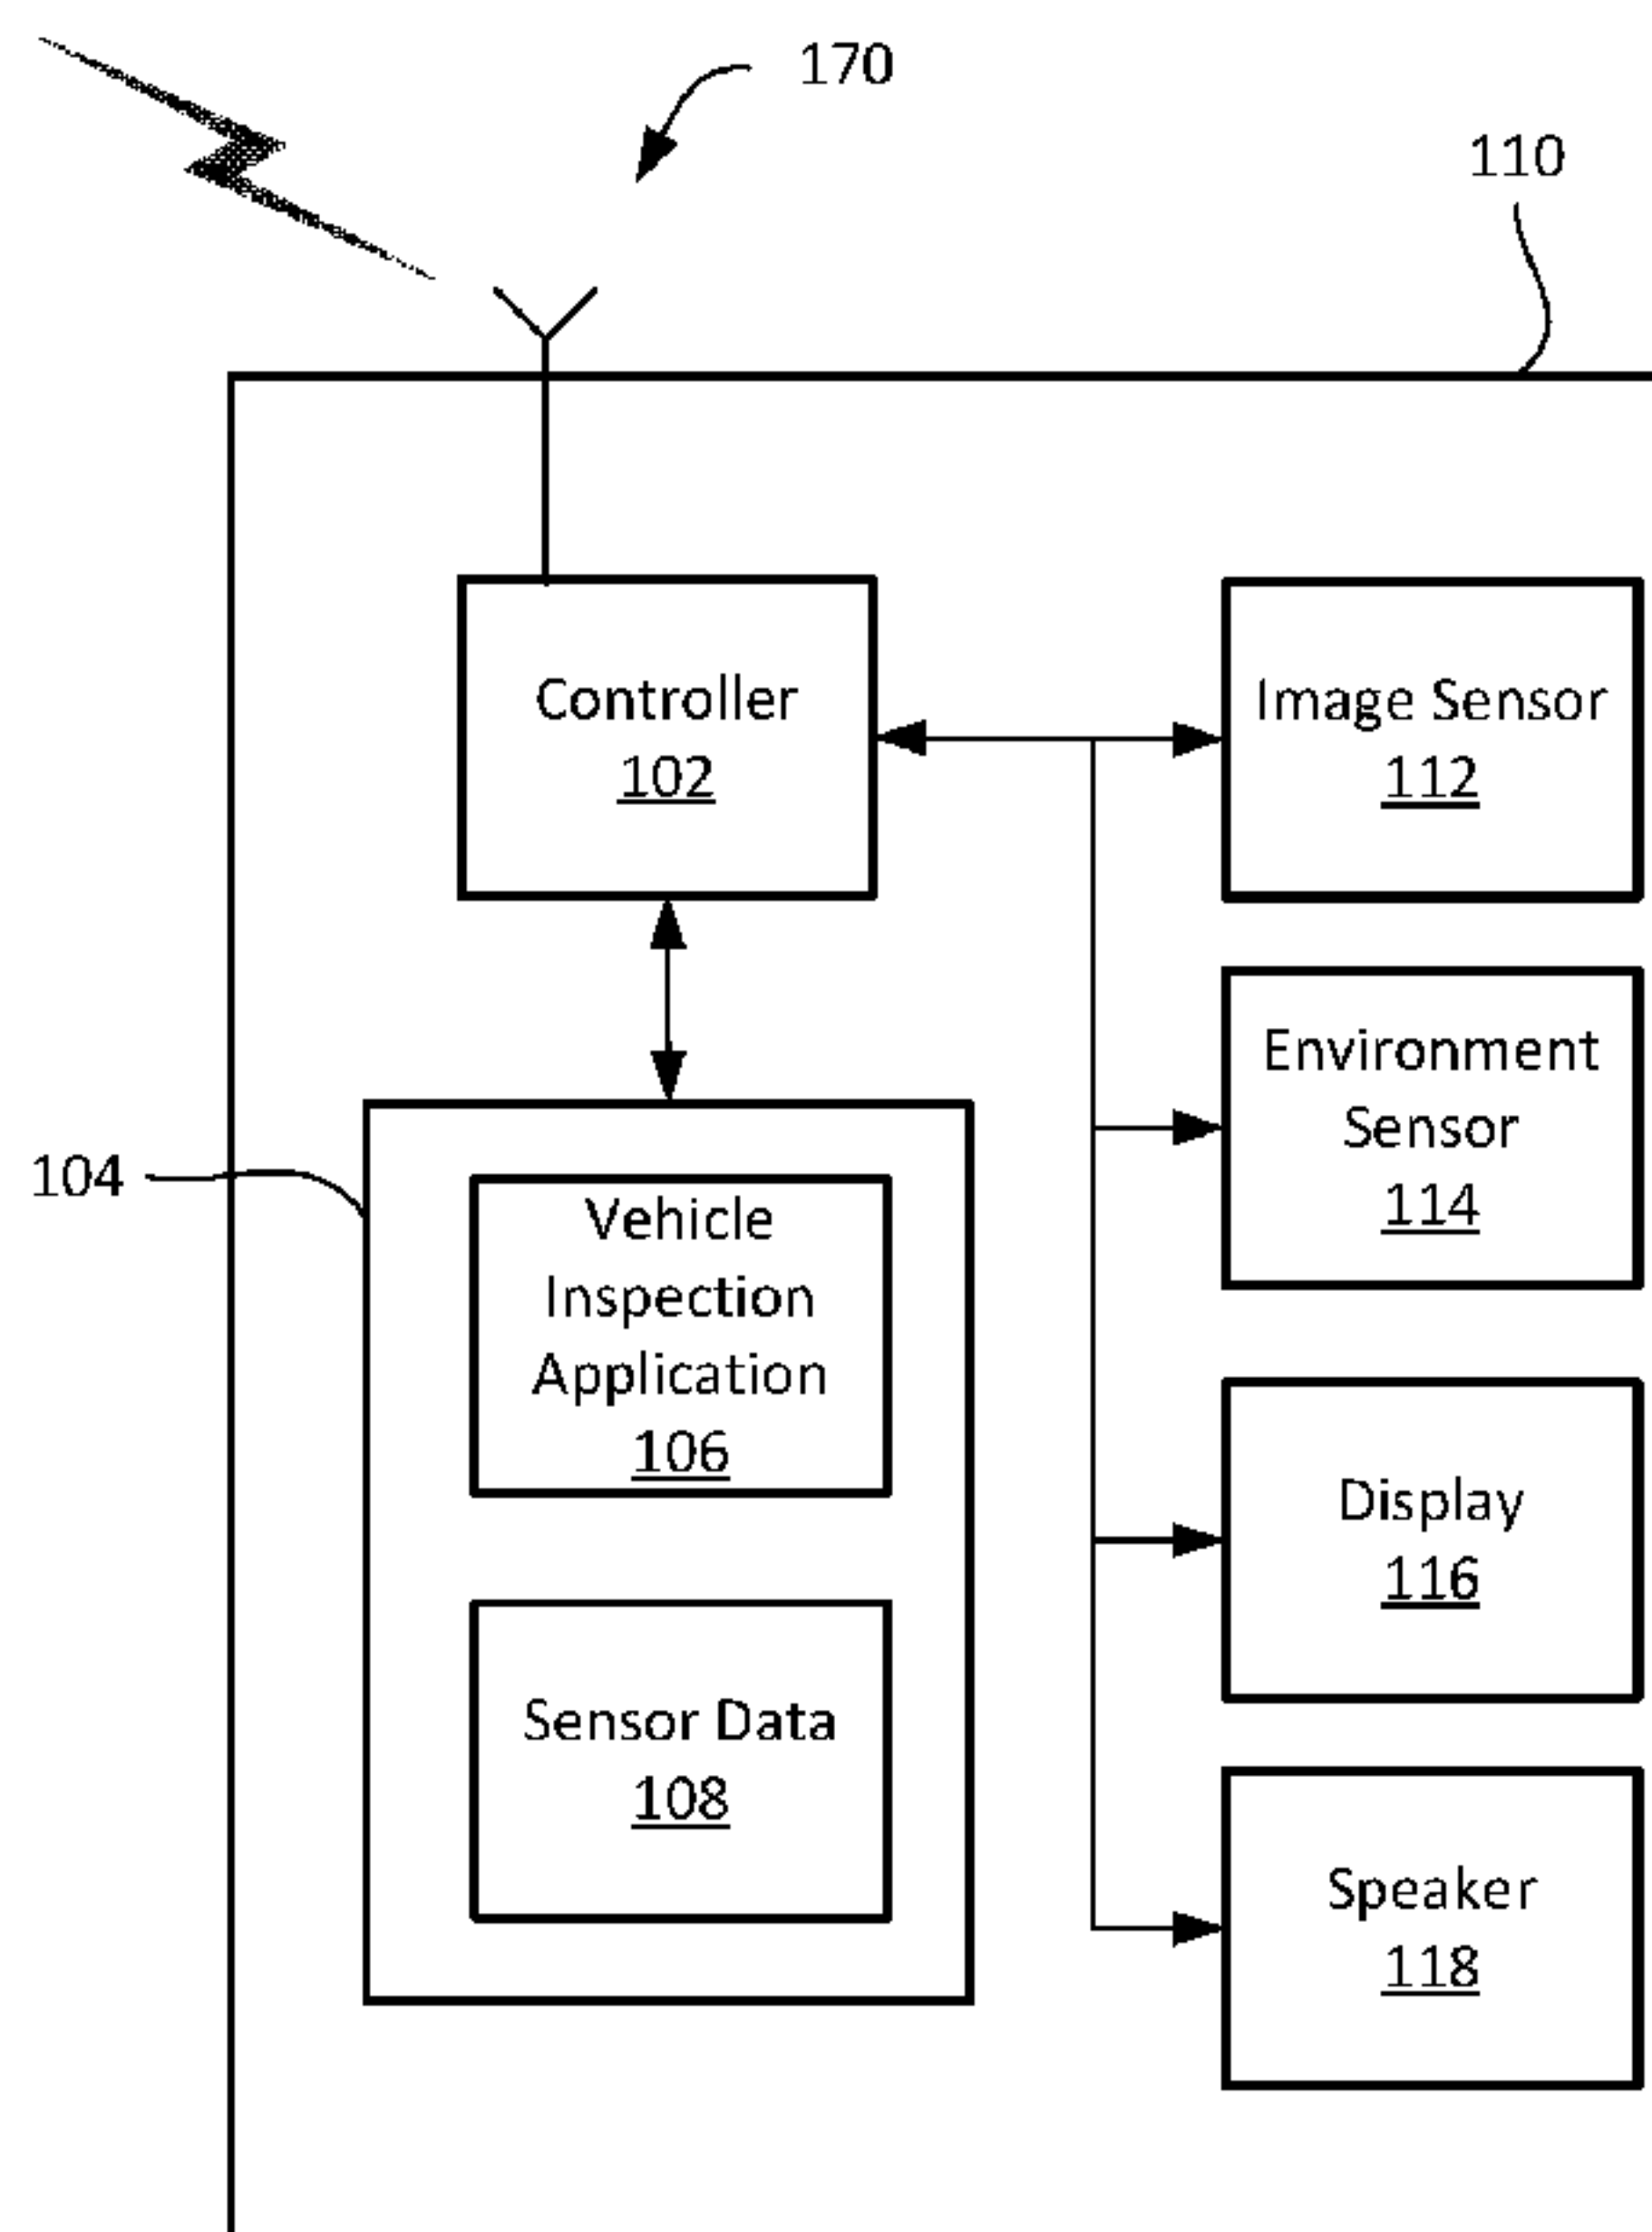 170
110
Controller
102
Image Sensor
112
Environment
Sensor
114
104
Vehicle
Inspection
Application
106
Display
116
Sensor Data
108
Speaker
118